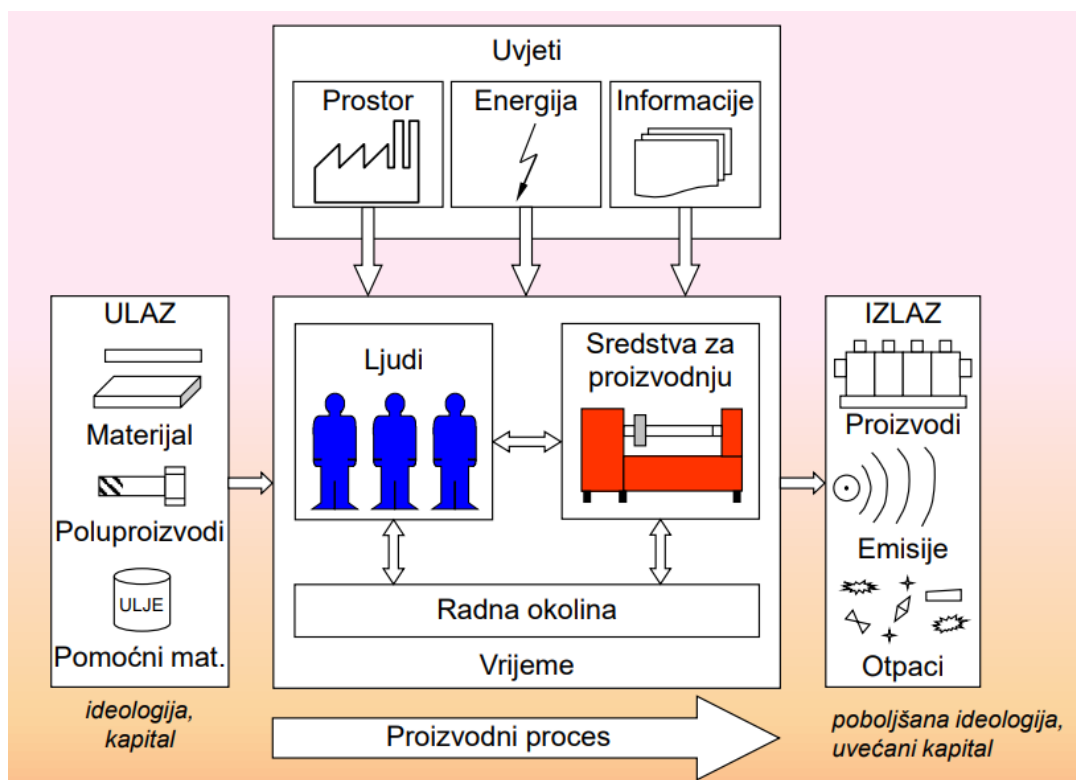 Uvjeti
Prostor
Energija
Informacije
ULAZ
Materijal
Poluproizvodi
ULJE
Pomoćni mat.
Ljudi
Sredstva za
proizvodnju
Radna okolina
Vrijeme
IZLAZ
Proizvodi
Emisije
Otpaci
ideologija,
kapital
Proizvodni proces
poboljšana ideologija,
uvećani kapital